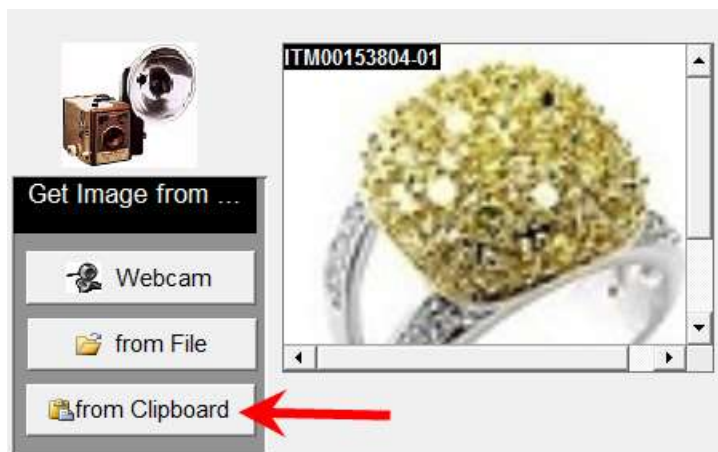 ITM00153804-01
Get Image from ...
Webcam
from File
from Clipboard